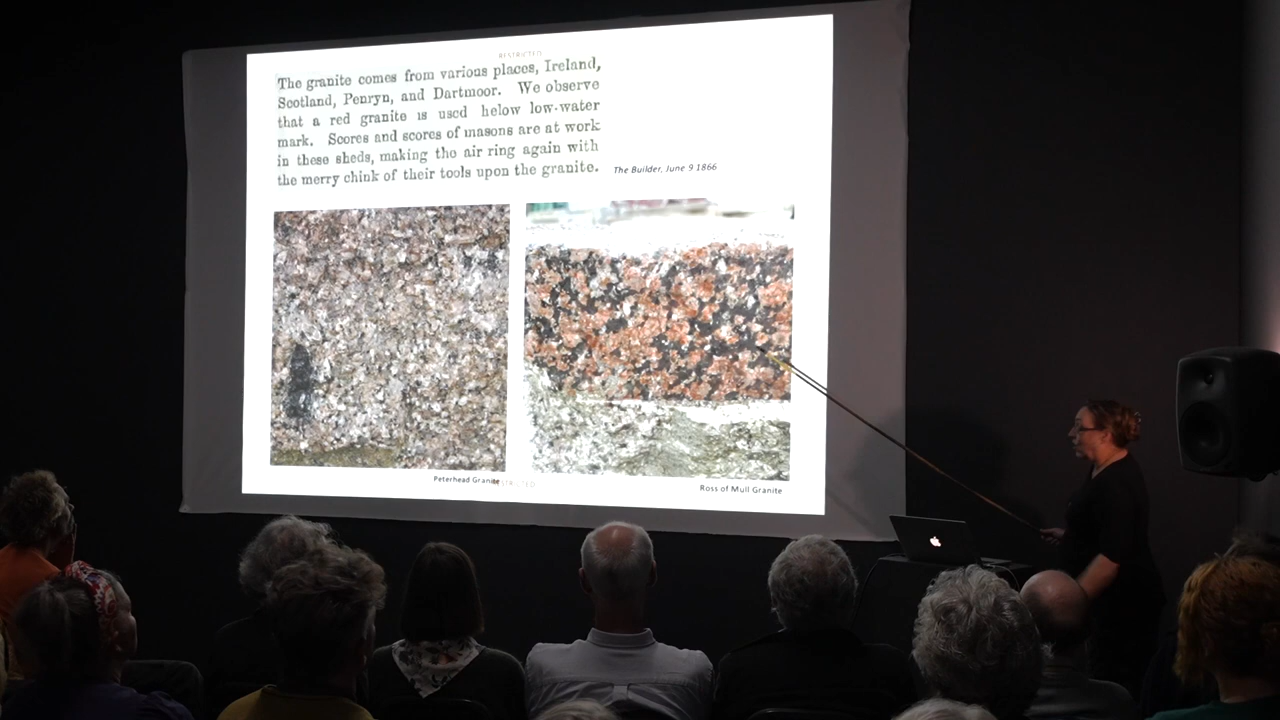 RESTRICTED
The granite comes from various places, Ireland,
Scotland, Penryn, and Dartmoor. We observe
that a red granite is used below low-water
mark. Scores and scores of masons are at work
in these sheds, making the air ring again with
the merry chink of their tools upon the granite.
The Builder, June 9 1866
Peterhead Granite
RESTRICTED
Ross of Mull Granite